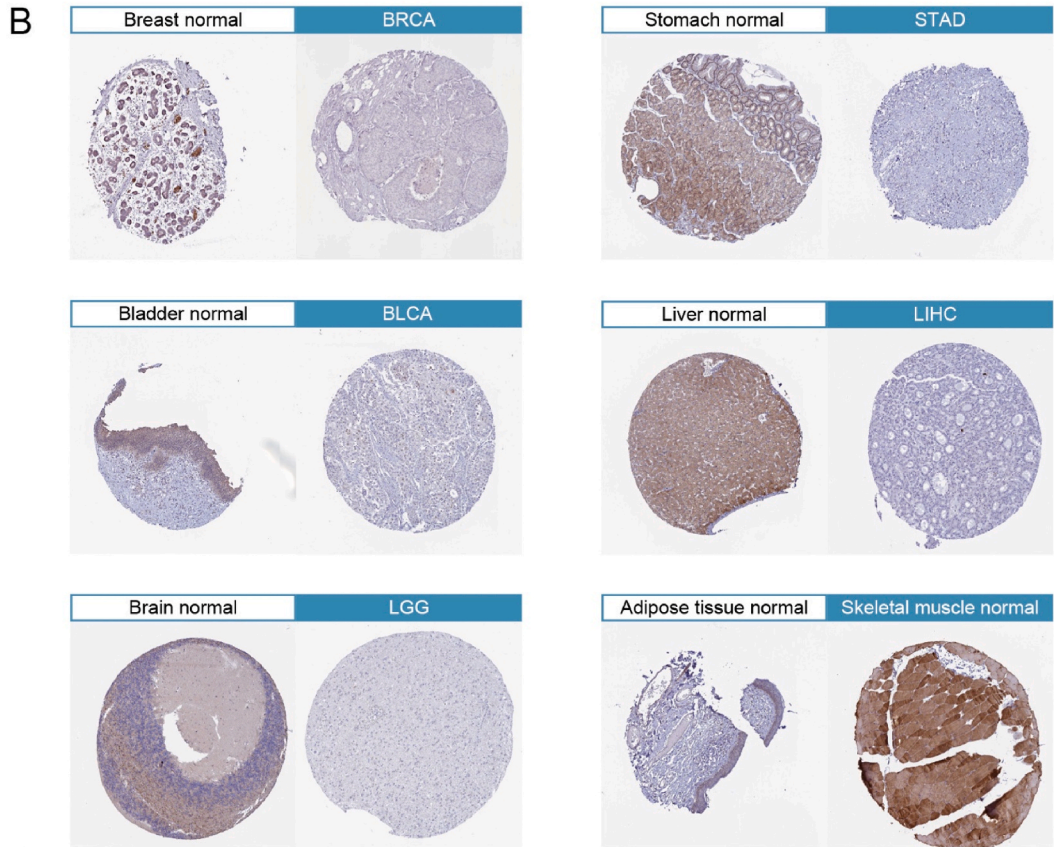 B
Breast normal BRCA
Stomach normal STAD
Bladder normal BLCA
Liver normal LIHC
Brain normal LGG
Adipose tissue normal Skeletal muscle normal